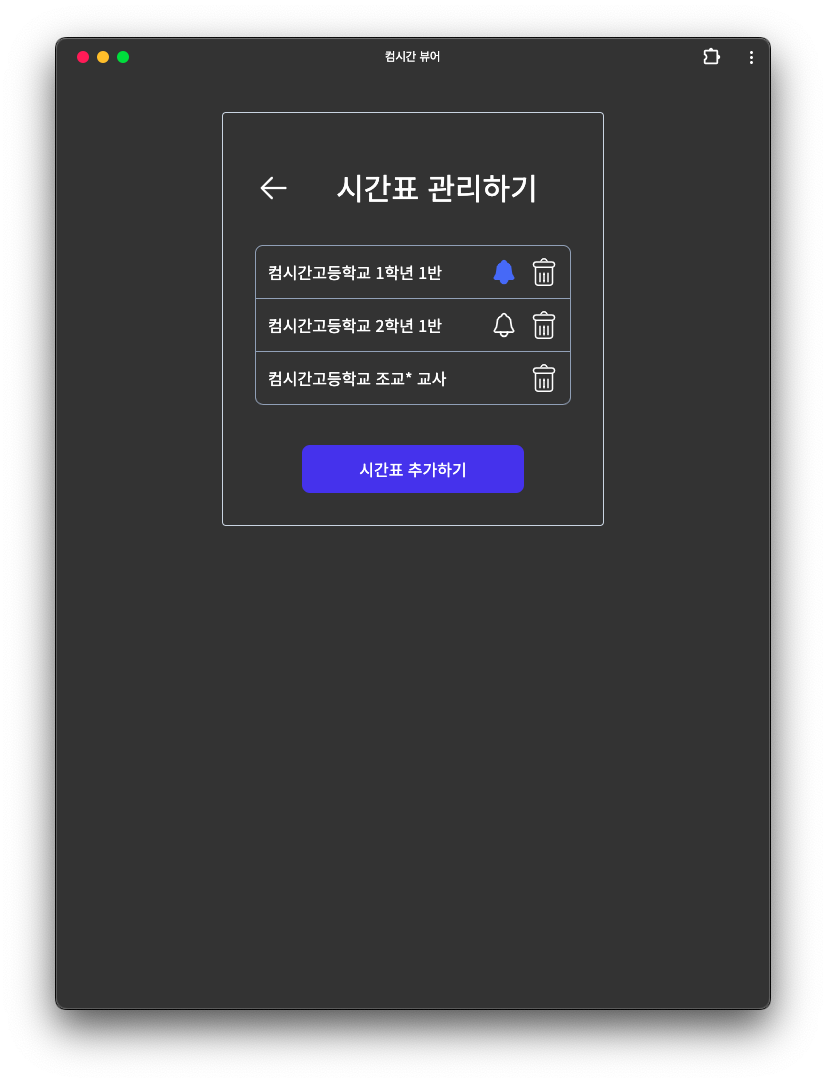 컴시간 뷰어
시간표 관리하기
컴시간고등학교 1학년 1반
컴시간고등학교 2학년 1반
컴시간고등학교 조교* 교사
시간표 추가하기